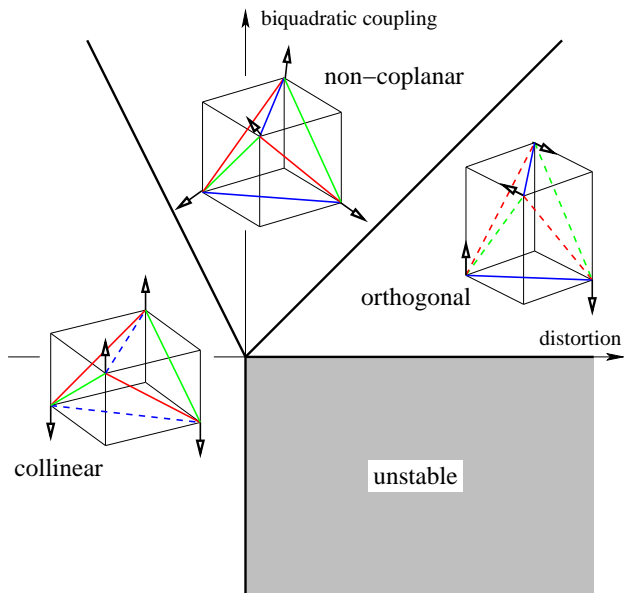 biquadratic coupling
non−coplanar
orthogonal
distortion
collinear
unstable